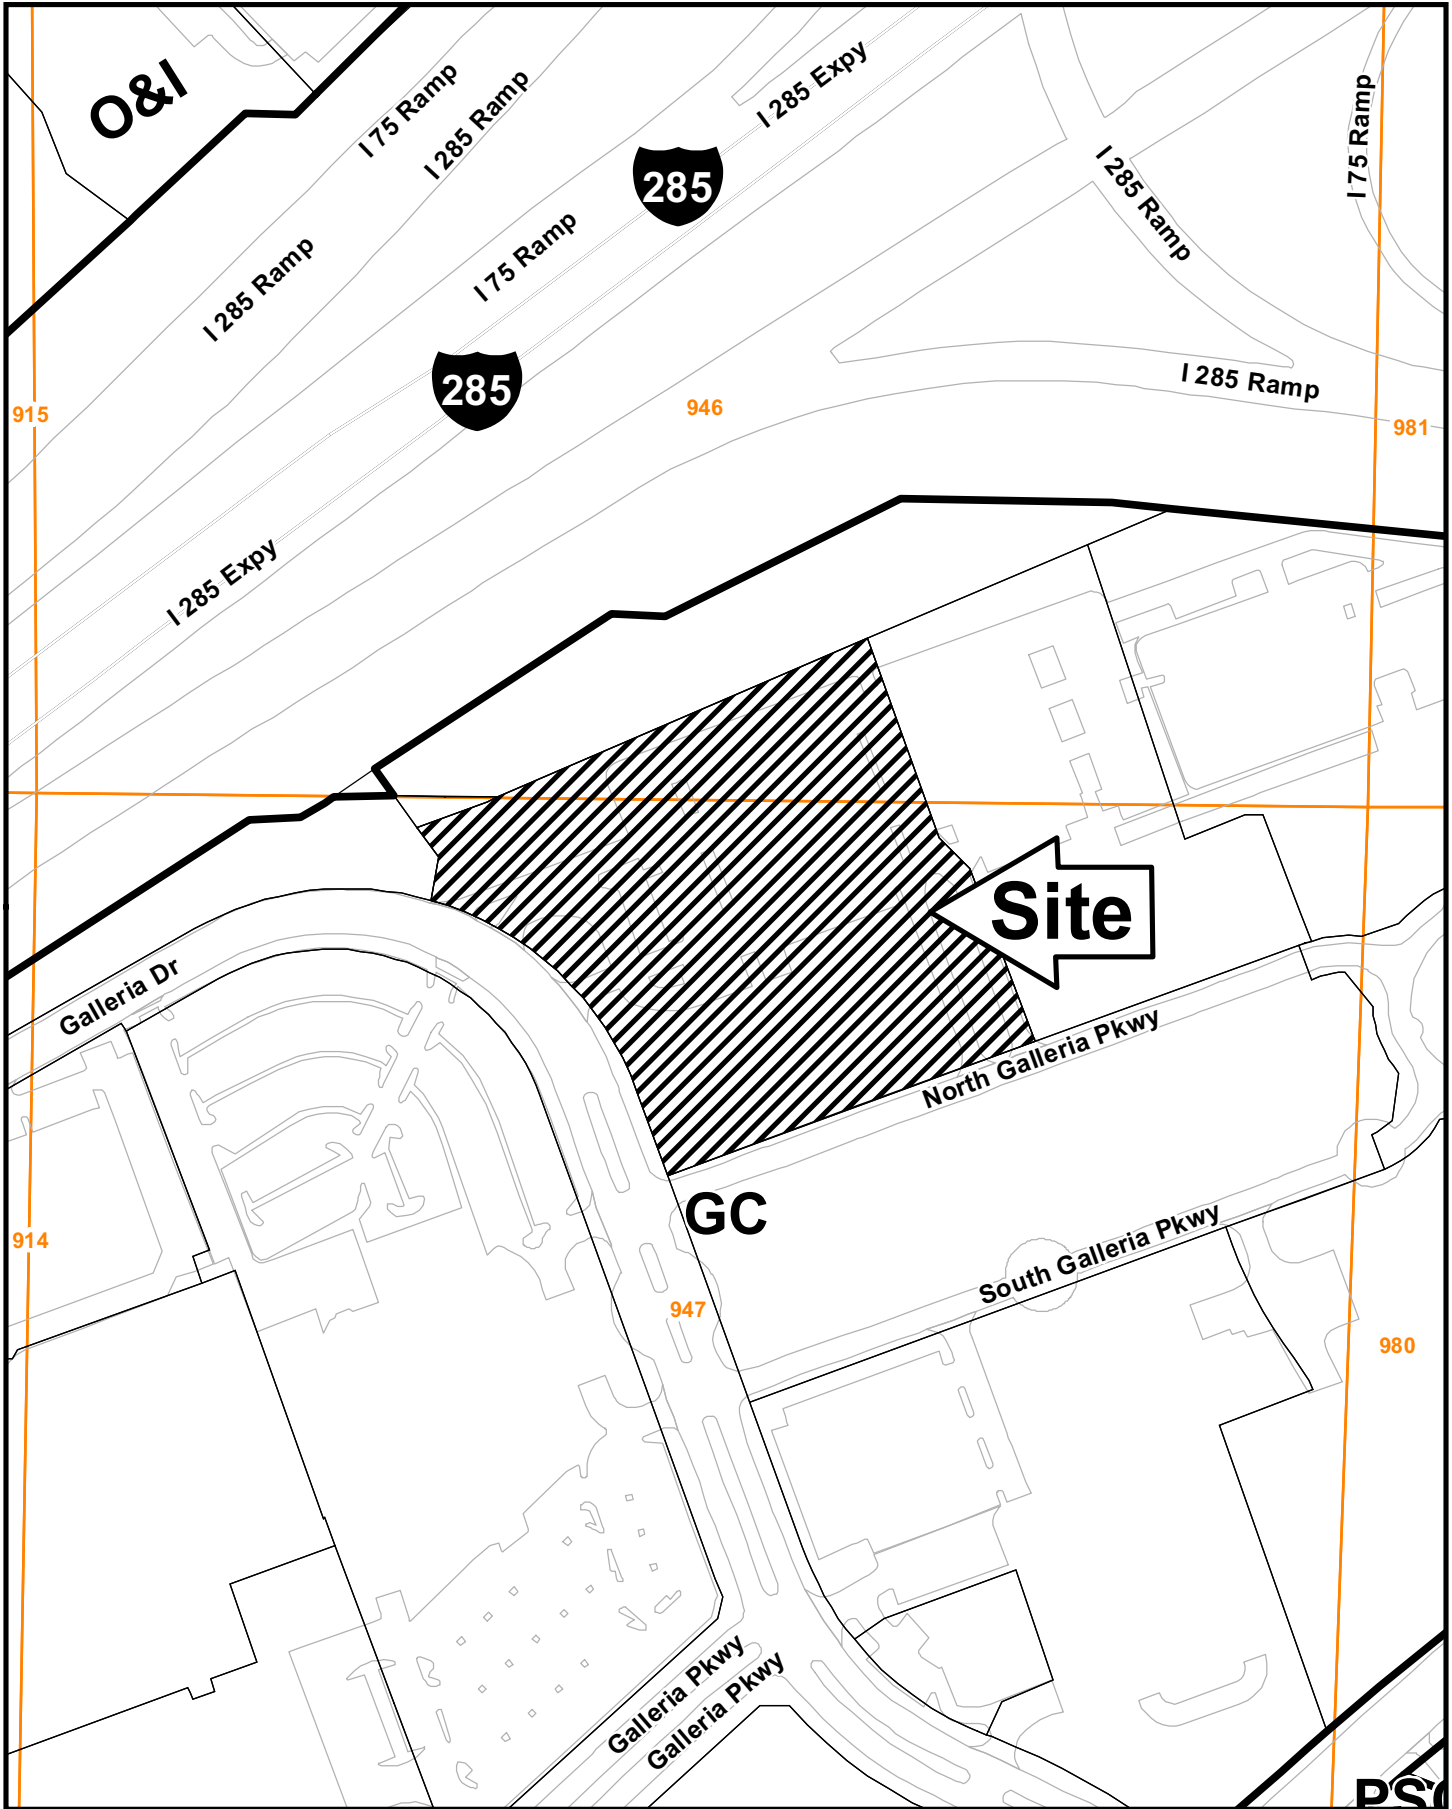 O&I
I 75 Ramp
I 285 Ramp
I 285 Expy
I 75 Ramp
285
I 285 Ramp
I 75 Ramp
I 285 Ramp
285
I 285 Ramp
915
946
981
I 285 Expy
Site
Galleria Dr
North Galleria Pkwy
GC
914
South Galleria Pkwy
947
980
Galleria Pkwy
Galleria Pkwy